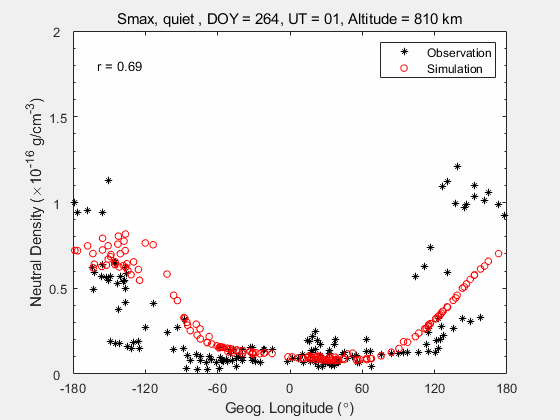 Smax, quiet , DOY = 264, UT = 01, Altitude = 810 km
r = 0.69
Observation
Simulation
Neutral Density (×10⁻¹⁶ g/cm⁻³)
2
1.5
1
0.5
0
-180 -120 -60 0 60 120 180
Geog. Longitude (°)